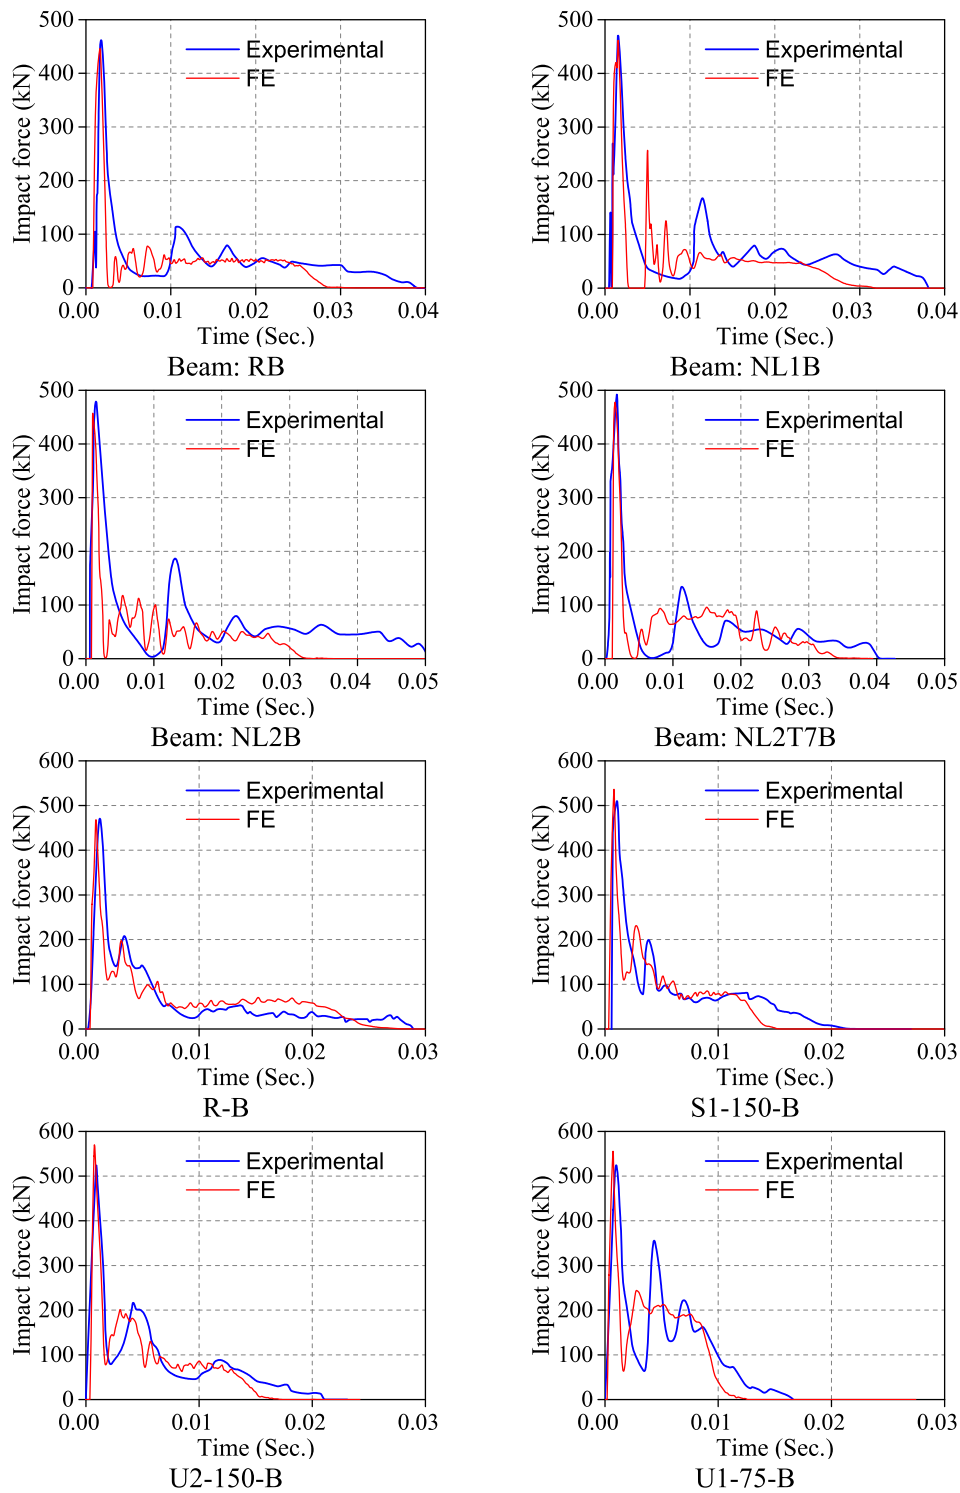 500
400
300
200
100
0
Impact force (kN)
Experimental
FE
0.00 0.01 0.02 0.03 0.04
Time (Sec.)
Beam: RB
500
400
300
200
100
0
Impact force (kN)
Experimental
FE
0.00 0.01 0.02 0.03 0.04
Time (Sec.)
Beam: NL1B
500
400
300
200
100
0
Impact force (kN)
Experimental
FE
0.00 0.01 0.02 0.03 0.04 0.05
Time (Sec.)
Beam: NL2B
500
400
300
200
100
0
Impact force (kN)
Experimental
FE
0.00 0.01 0.02 0.03 0.04 0.05
Time (Sec.)
Beam: NL2T7B
600
500
400
300
200
100
0
Impact force (kN)
Experimental
FE
0.00 0.01 0.02 0.03
Time (Sec.)
R-B
600
500
400
300
200
100
0
Impact force (kN)
Experimental
FE
0.00 0.01 0.02 0.03
Time (Sec.)
S1-150-B
600
500
400
300
200
100
0
Impact force (kN)
Experimental
FE
0.00 0.01 0.02 0.03
Time (Sec.)
U2-150-B
600
500
400
300
200
100
0
Impact force (kN)
Experimental
FE
0.00 0.01 0.02 0.03
Time (Sec.)
U1-75-B